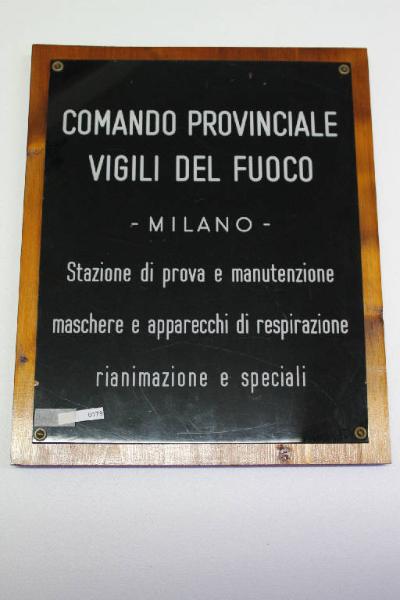 COMANDO PROVINCIALE
VIGILI DEL FUOCO
- MILANO -
Stazione di prova e manutenzione
maschere e apparecchi di respirazione
rianimazione e speciali